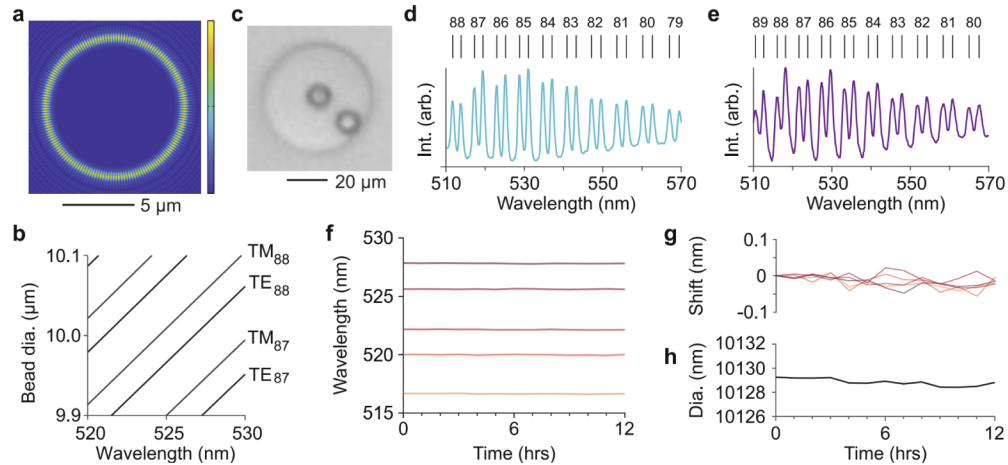 a
5 µm
c
20 µm
d
88 87 86 85 84 83 82 81 80 79
Int. (arb.)
510 530 550 570
Wavelength (nm)
e
89 88 87 86 85 84 83 82 81 80
Int. (arb.)
510 530 550 570
Wavelength (nm)
b
Bead dia. (µm)
10.1
10.0
9.9
TM88
TE88
TM87
TE87
520 525 530
Wavelength (nm)
f
Wavelength (nm)
530
525
520
515
0 6 12
Time (hrs)
g
Shift (nm)
0.1
0
-0.1
h
Dia. (nm)
10132
10130
10128
10126
0 6 12
Time (hrs)